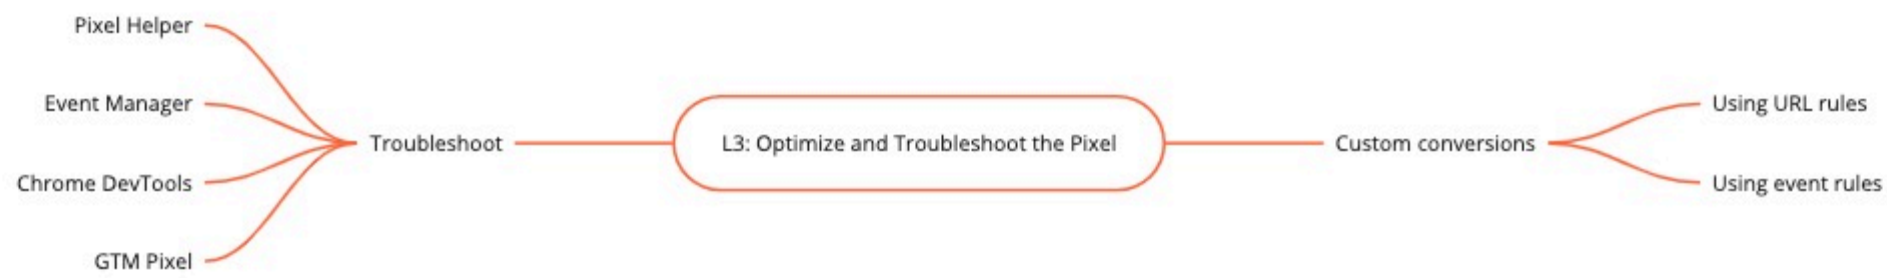 Pixel Helper
Event Manager
Chrome DevTools
GTM Pixel
Troubleshoot
L3: Optimize and Troubleshoot the Pixel
Custom conversions
Using URL rules
Using event rules